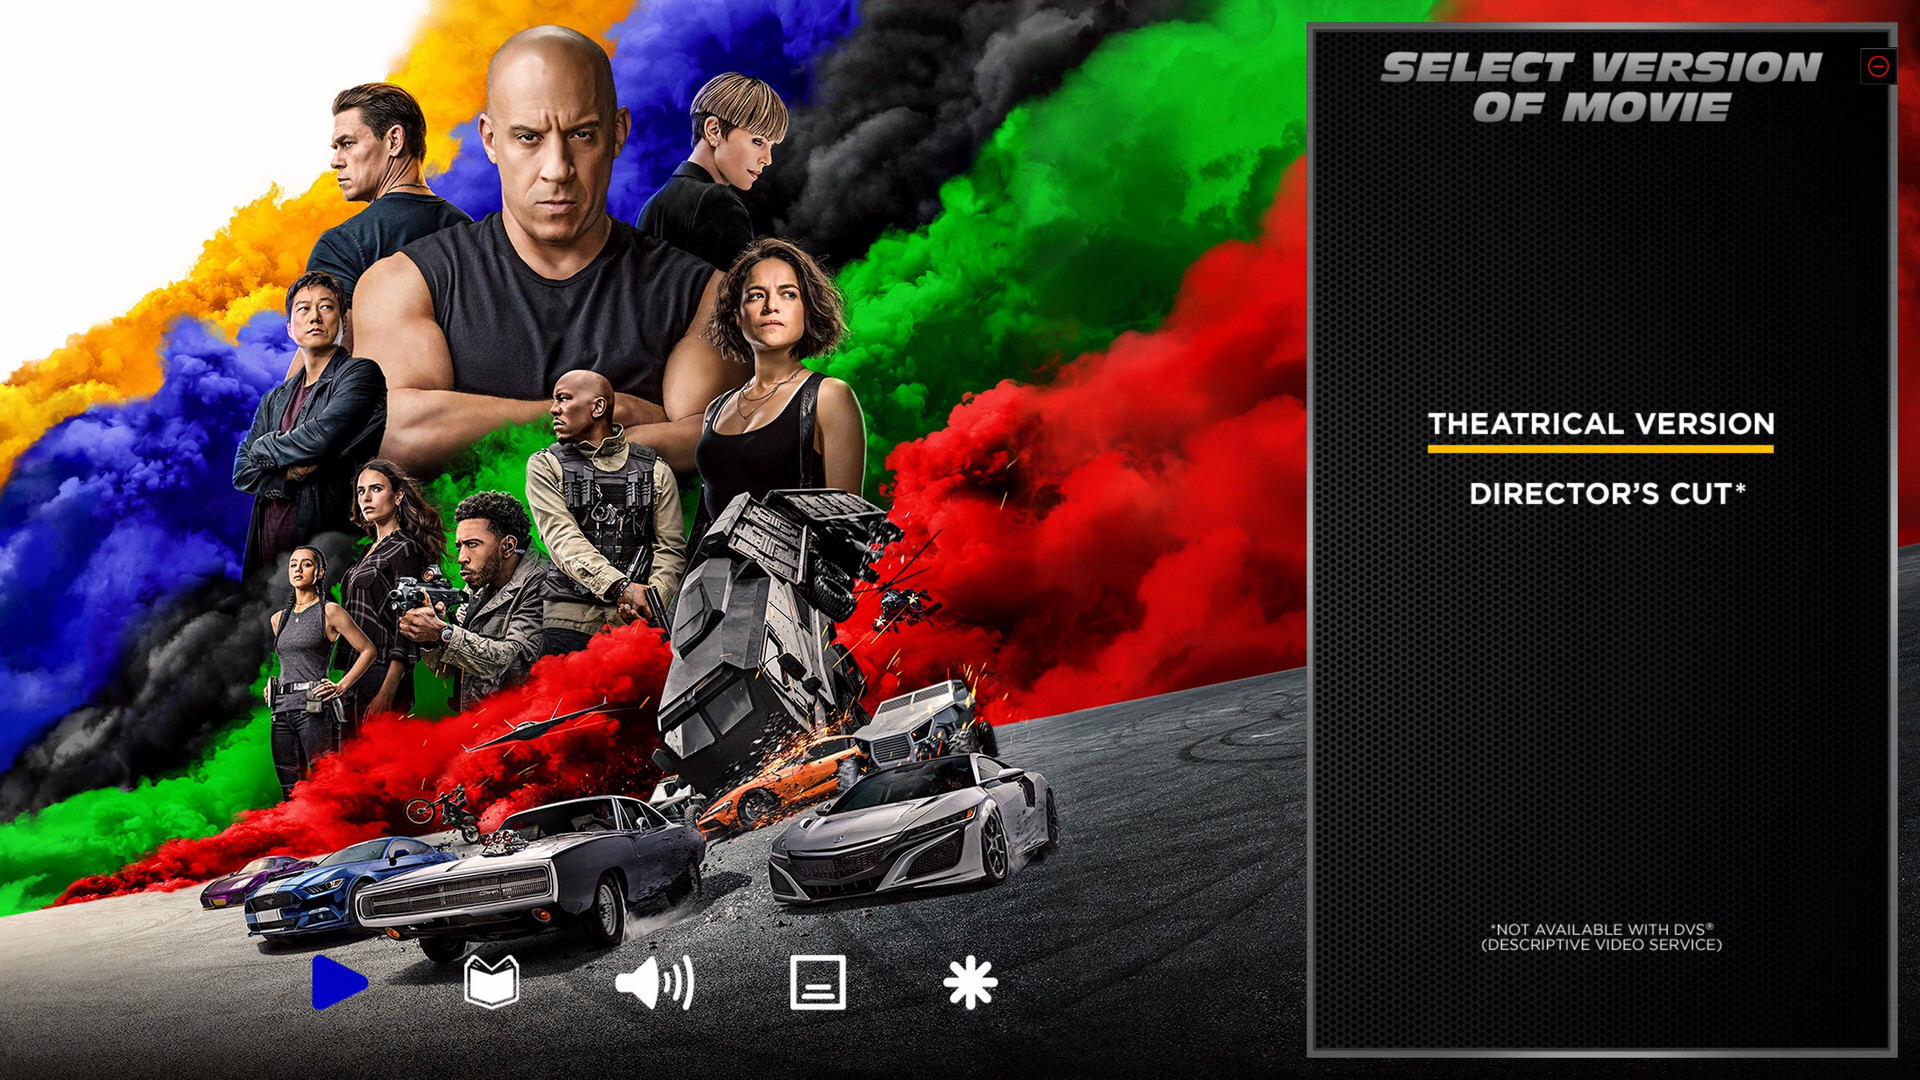 SELECT VERSION
OF MOVIE
THEATRICAL VERSION
DIRECTOR’S CUT*
*NOT AVAILABLE WITH DVS®
(DESCRIPTIVE VIDEO SERVICE)